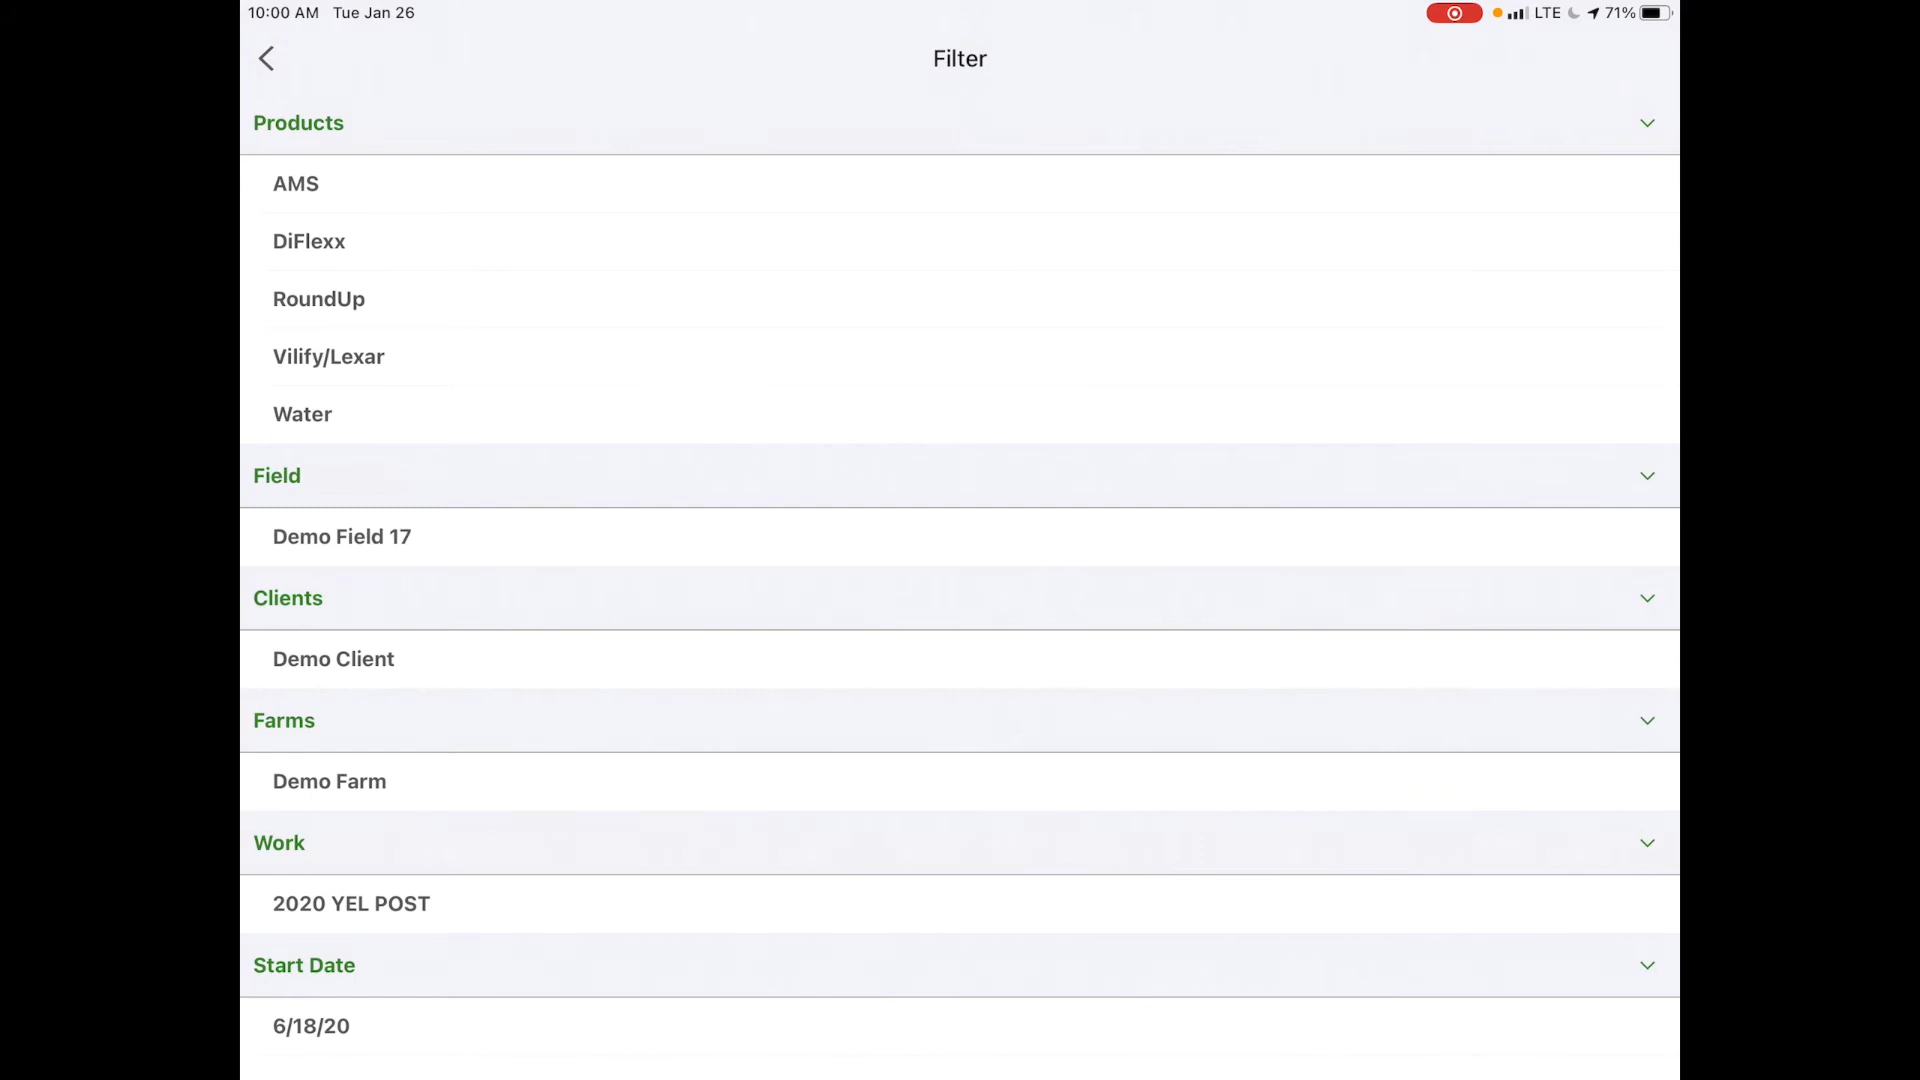 10:00 AM Tue Jan 26
LTE 71%
Filter
Products
AMS
DiFlexx
RoundUp
Vilify/Lexar
Water
Field
Demo Field 17
Clients
Demo Client
Farms
Demo Farm
Work
2020 YEL POST
Start Date
6/18/20